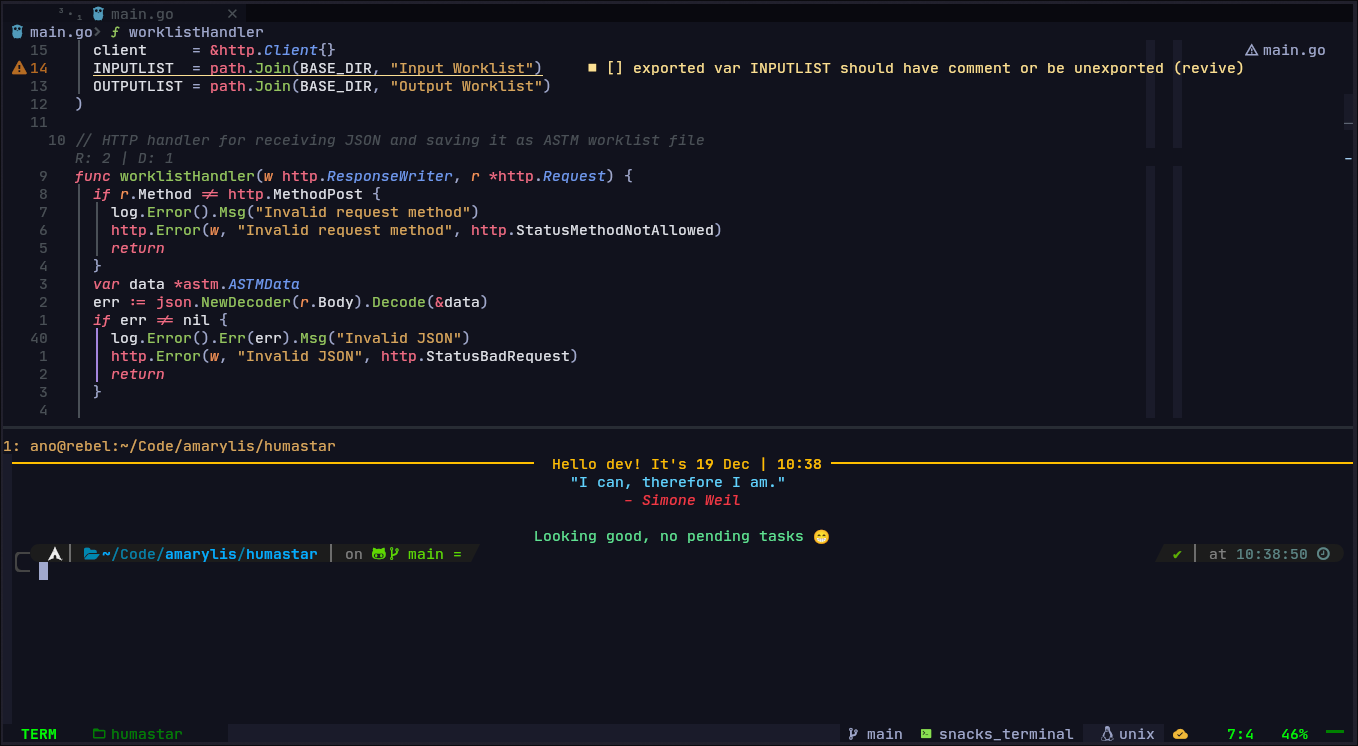 ³·₁ main.go ×
main.go > ƒ worklistHandler
15 client = &http.Client{} main.go
14 INPUTLIST = path.Join(BASE_DIR, "Input Worklist") ■ [] exported var INPUTLIST should have comment or be unexported (revive)
13 OUTPUTLIST = path.Join(BASE_DIR, "Output Worklist")
12 )
11
10 // HTTP handler for receiving JSON and saving it as ASTM worklist file
R: 2 | D: 1
9 func worklistHandler(w http.ResponseWriter, r *http.Request) {
8 if r.Method ≠ http.MethodPost {
7 log.Error().Msg("Invalid request method")
6 http.Error(w, "Invalid request method", http.StatusMethodNotAllowed)
5 return
4 }
3 var data *astm.ASTMData
2 err := json.NewDecoder(r.Body).Decode(&data)
1 if err ≠ nil {
40 log.Error().Err(err).Msg("Invalid JSON")
1 http.Error(w, "Invalid JSON", http.StatusBadRequest)
2 return
3 }
4
1: ano@rebel:~/Code/amarylis/humastar
Hello dev! It's 19 Dec | 10:38
"I can, therefore I am."
– Simone Weil
Looking good, no pending tasks 😁
~/Code/amarylis/humastar on main = ✔ at 10:38:50
TERM humastar main snacks_terminal unix 7:4 46%